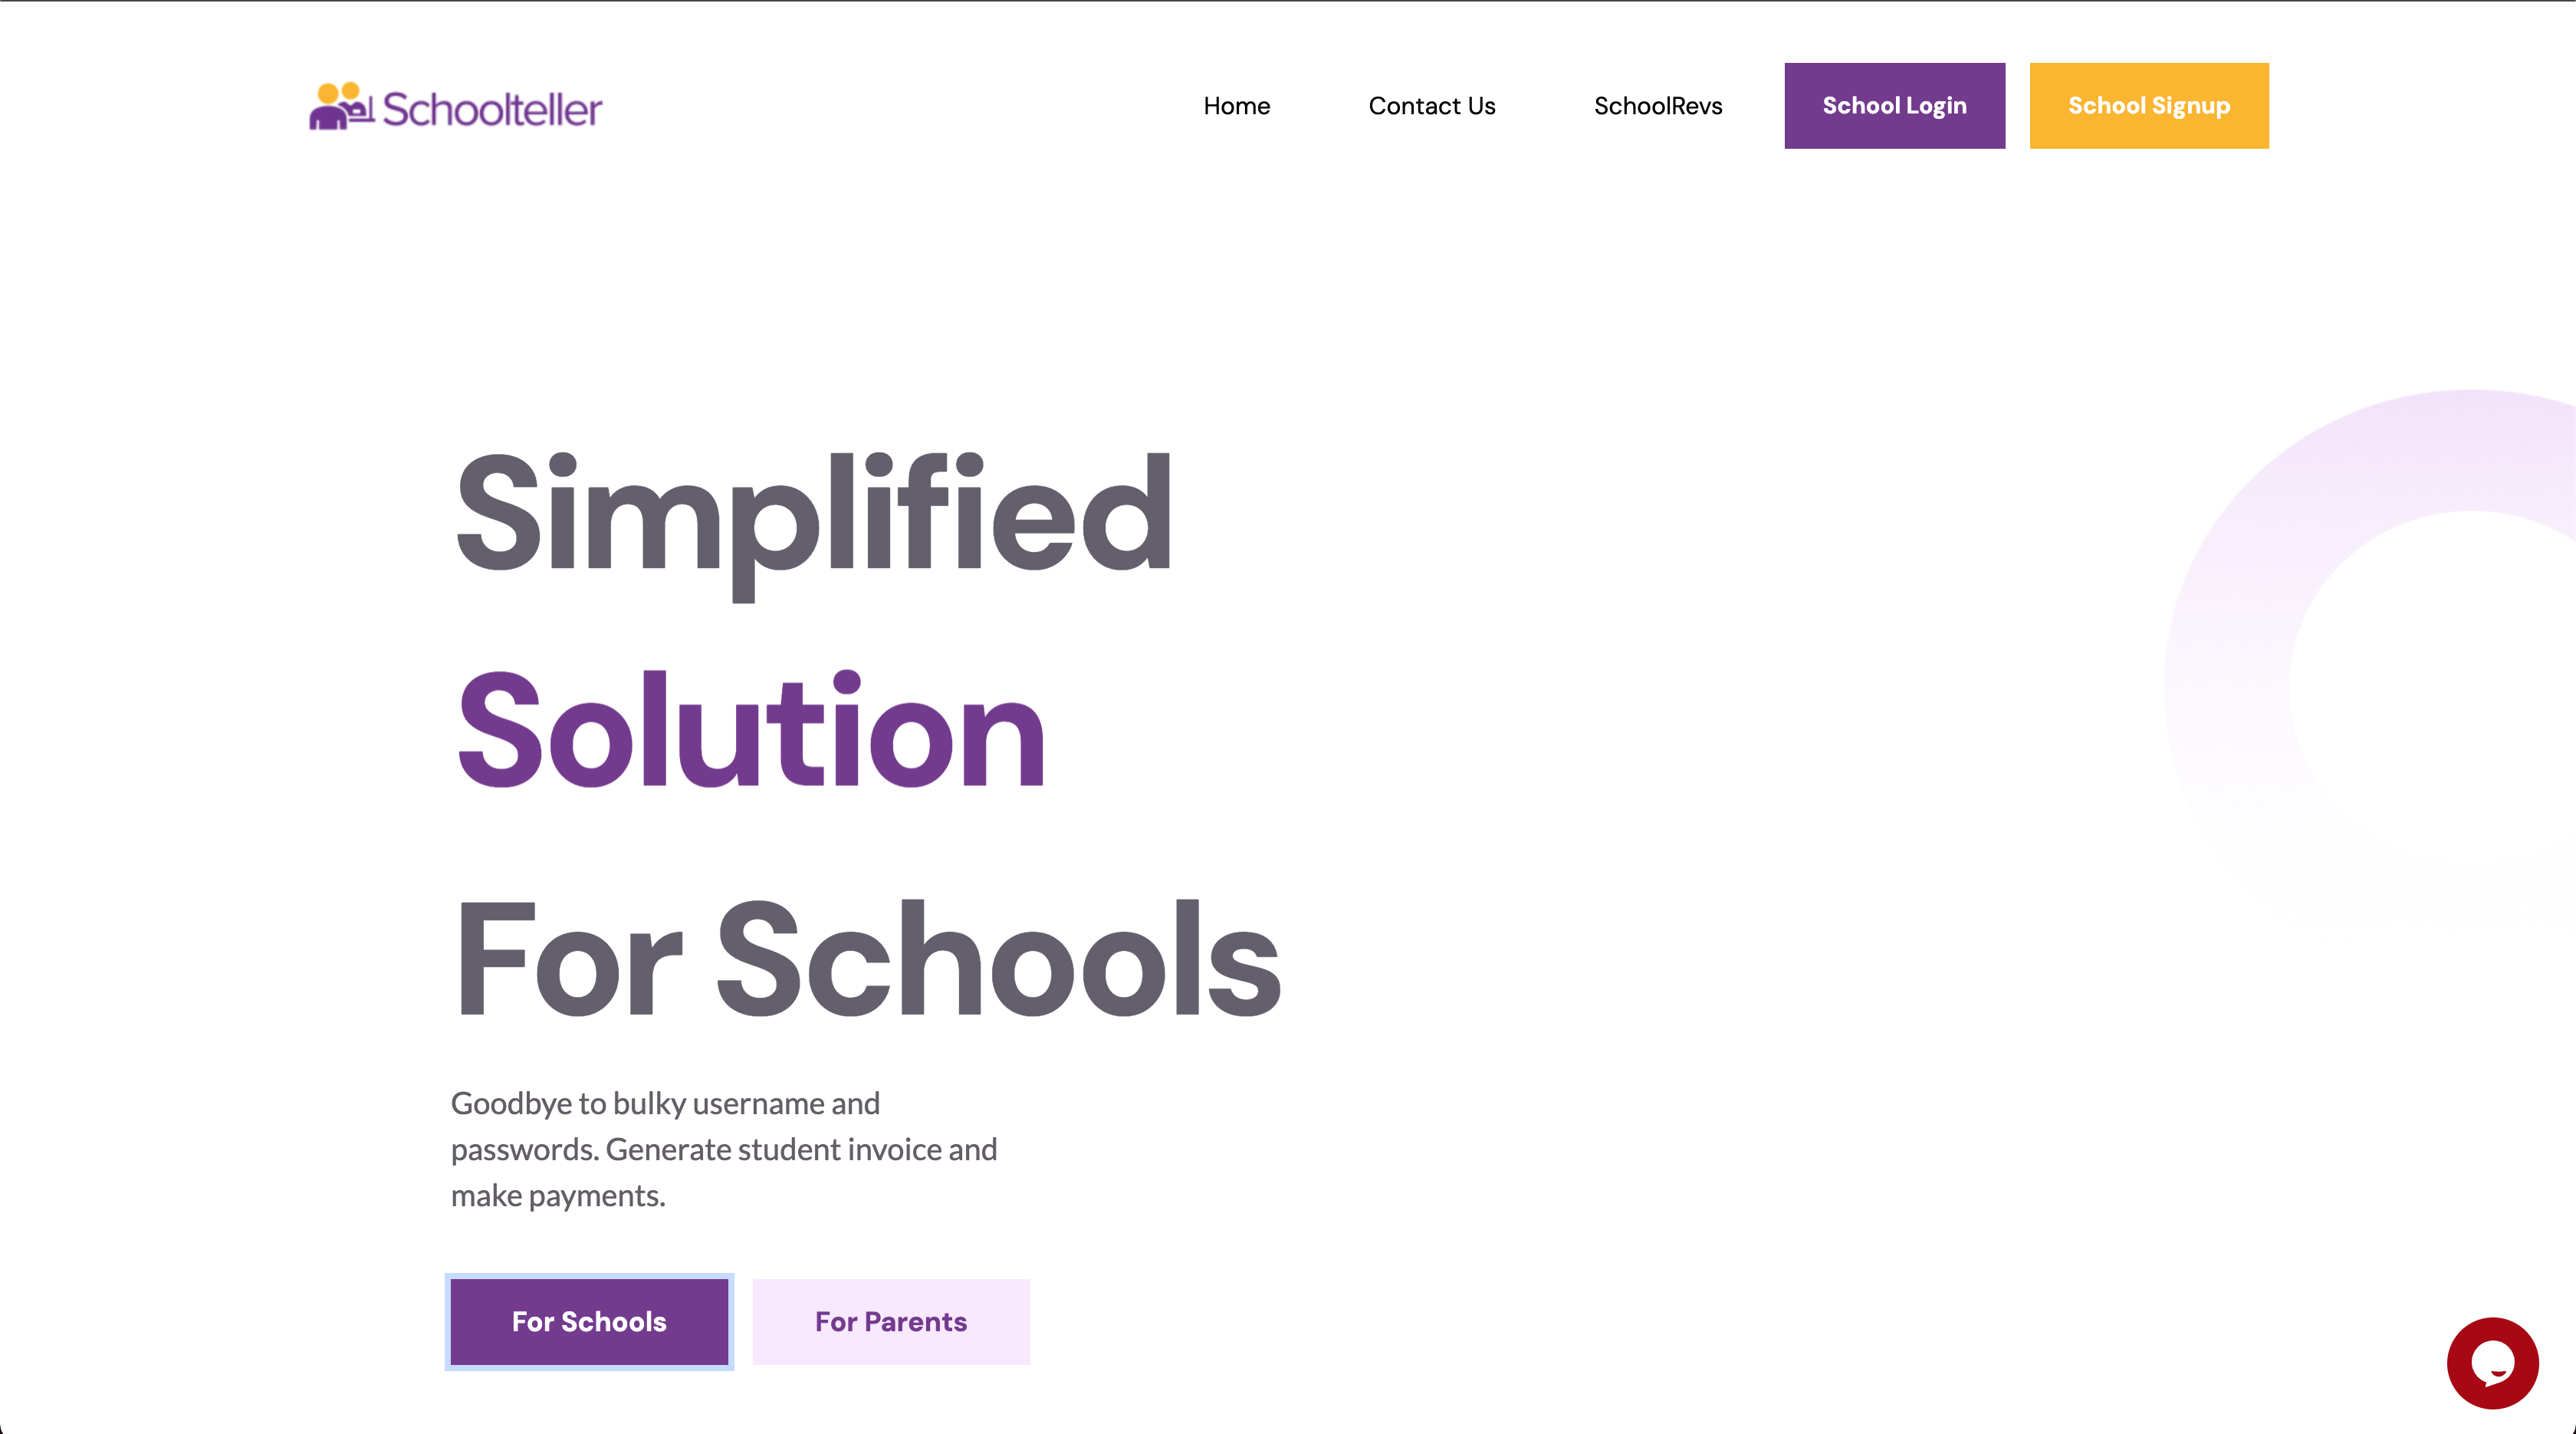 Schoolteller
Home
Contact Us
SchoolRevs
School Login
School Signup
Simplified
Solution
For Schools
Goodbye to bulky username and
passwords. Generate student invoice and
make payments.
For Schools
For Parents